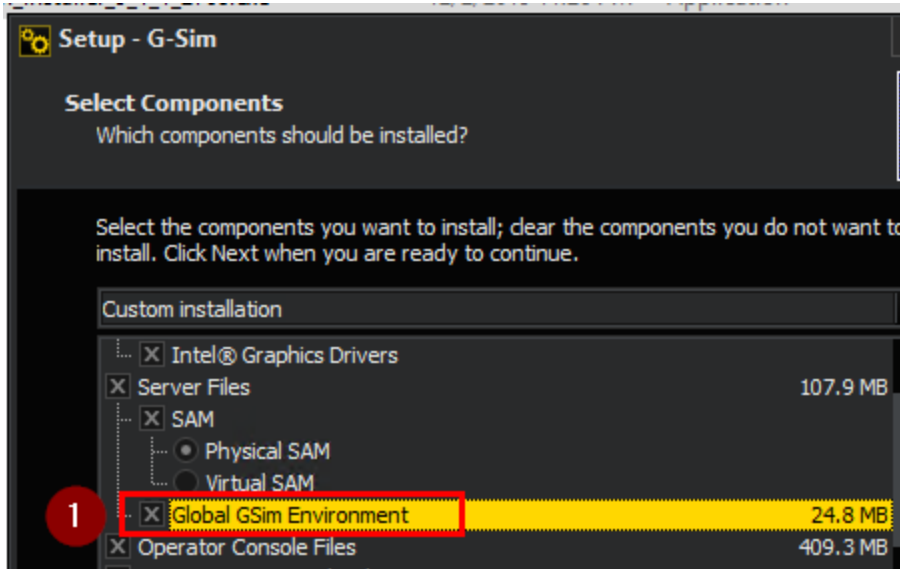 Setup - G-Sim
Select Components
Which components should be installed?
Select the components you want to install; clear the components you do not want to
install. Click Next when you are ready to continue.
Custom installation
Intel® Graphics Drivers
Server Files 107.9 MB
SAM
Physical SAM
Virtual SAM
1 Global GSim Environment 24.8 MB
Operator Console Files 409.3 MB